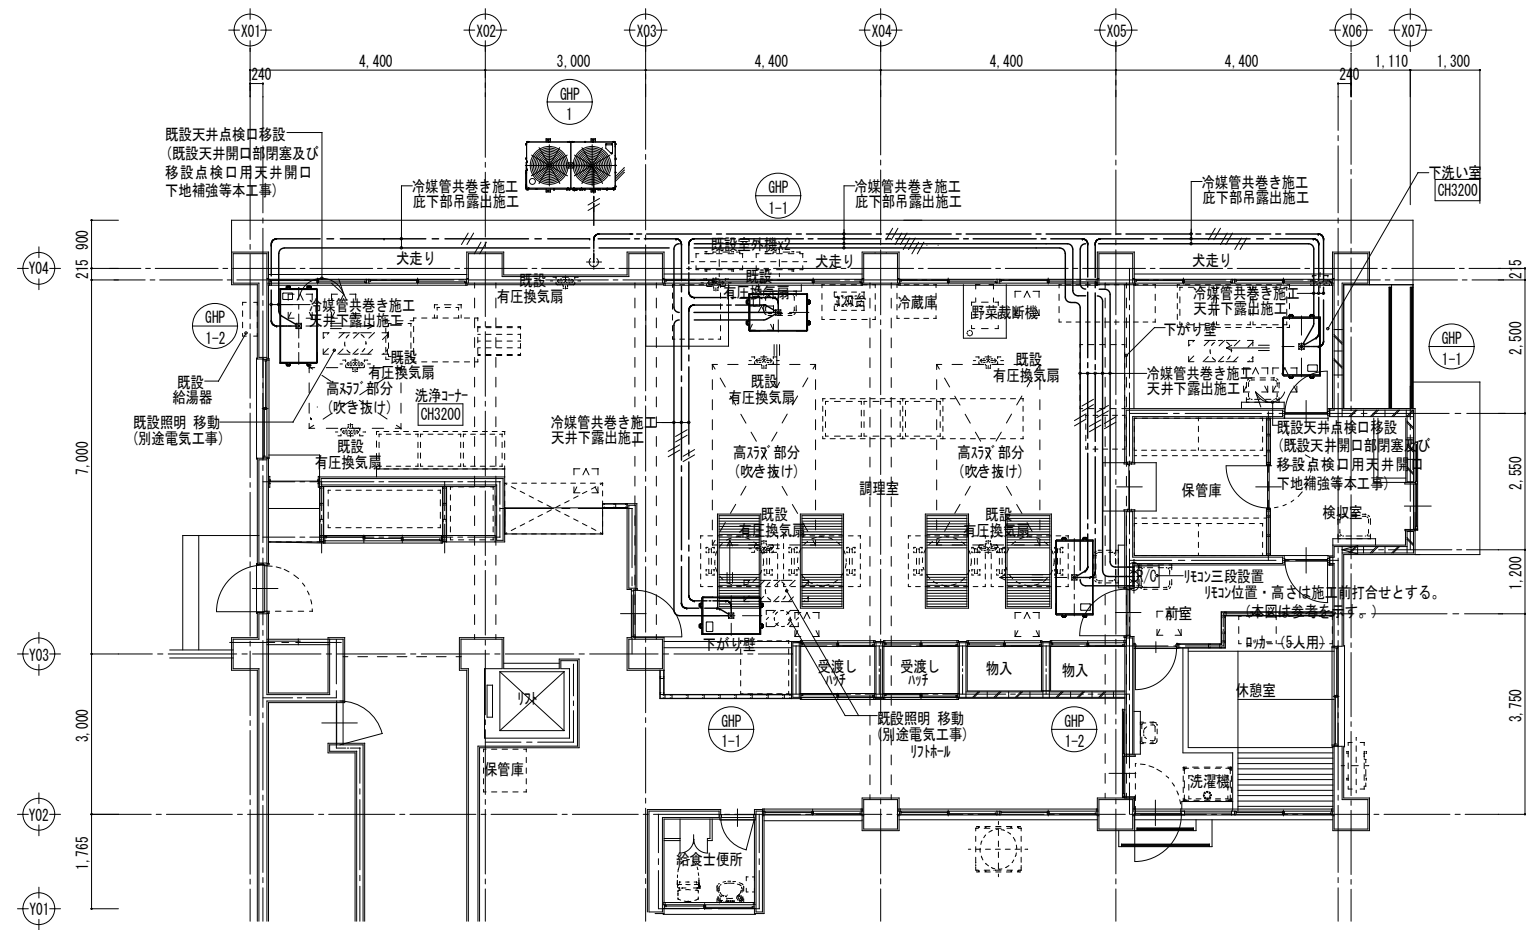 X01
X02
X03
X04
X05
X06
X07
4,400
3,000
4,400
4,400
4,400
1,110
1,300
240
240
GHP
1
既設天井点検口移設
(既設天井開口部閉塞及び
移設点検口用天井開口
下地補強等本工事)
冷媒管共巻き施工
庇下部吊露出施工
GHP
1-1
冷媒管共巻き施工
庇下部吊露出施工
冷媒管共巻き施工
庇下部吊露出施工
下洗い室
CH3200
900
215
Y04
犬走り
既設室外機x2
犬走り
犬走り
215
既設
有圧換気扇
既設
有圧換気扇
冷蔵庫
野菜裁断機
冷媒管共巻き施工
天井下露出施工
冷媒管共巻き施工
天井下露出施工
GHP
1-2
下がり壁
GHP
1-1
2,500
既設
給湯器
既設
有圧換気扇
高スラブ部分
(吹き抜け)
洗浄コーナー
CH3200
既設
有圧換気扇
既設
有圧換気扇
冷媒管共巻き施工
天井下露出施工
既設照明 移動
(別途電気工事)
冷媒管共巻き施工
天井下露出施工
既設
有圧換気扇
7,000
高スラブ部分
(吹き抜け)
高スラブ部分
(吹き抜け)
既設天井点検口移設
(既設天井開口部閉塞及び
移設点検口用天井開口
下地補強等本工事)
2,550
調理室
保管庫
検収室
既設
有圧換気扇
既設
有圧換気扇
リモコン三段設置
リモコン位置・高さは施工前打合せとする。
(本図は参考を示す。)
1,200
前室
ロッカー(5人用)
Y03
下がり壁
受渡し
ハッチ
受渡し
ハッチ
物入
物入
休憩室
リフト
3,000
3,750
GHP
1-1
既設照明 移動
(別途電気工事)
リフトホール
GHP
1-2
保管庫
洗濯機
Y02
1,765
給食士便所
Y01